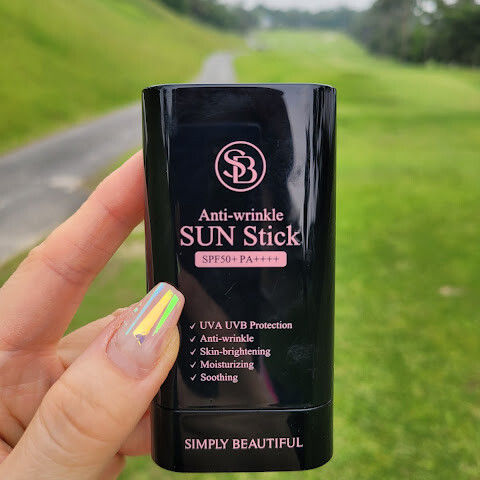 SB
Anti-wrinkle
SUN Stick
SPF50+ PA++++
✓ UVA UVB Protection
✓ Anti-wrinkle
✓ Skin-brightening
✓ Moisturizing
✓ Soothing
SIMPLY BEAUTIFUL